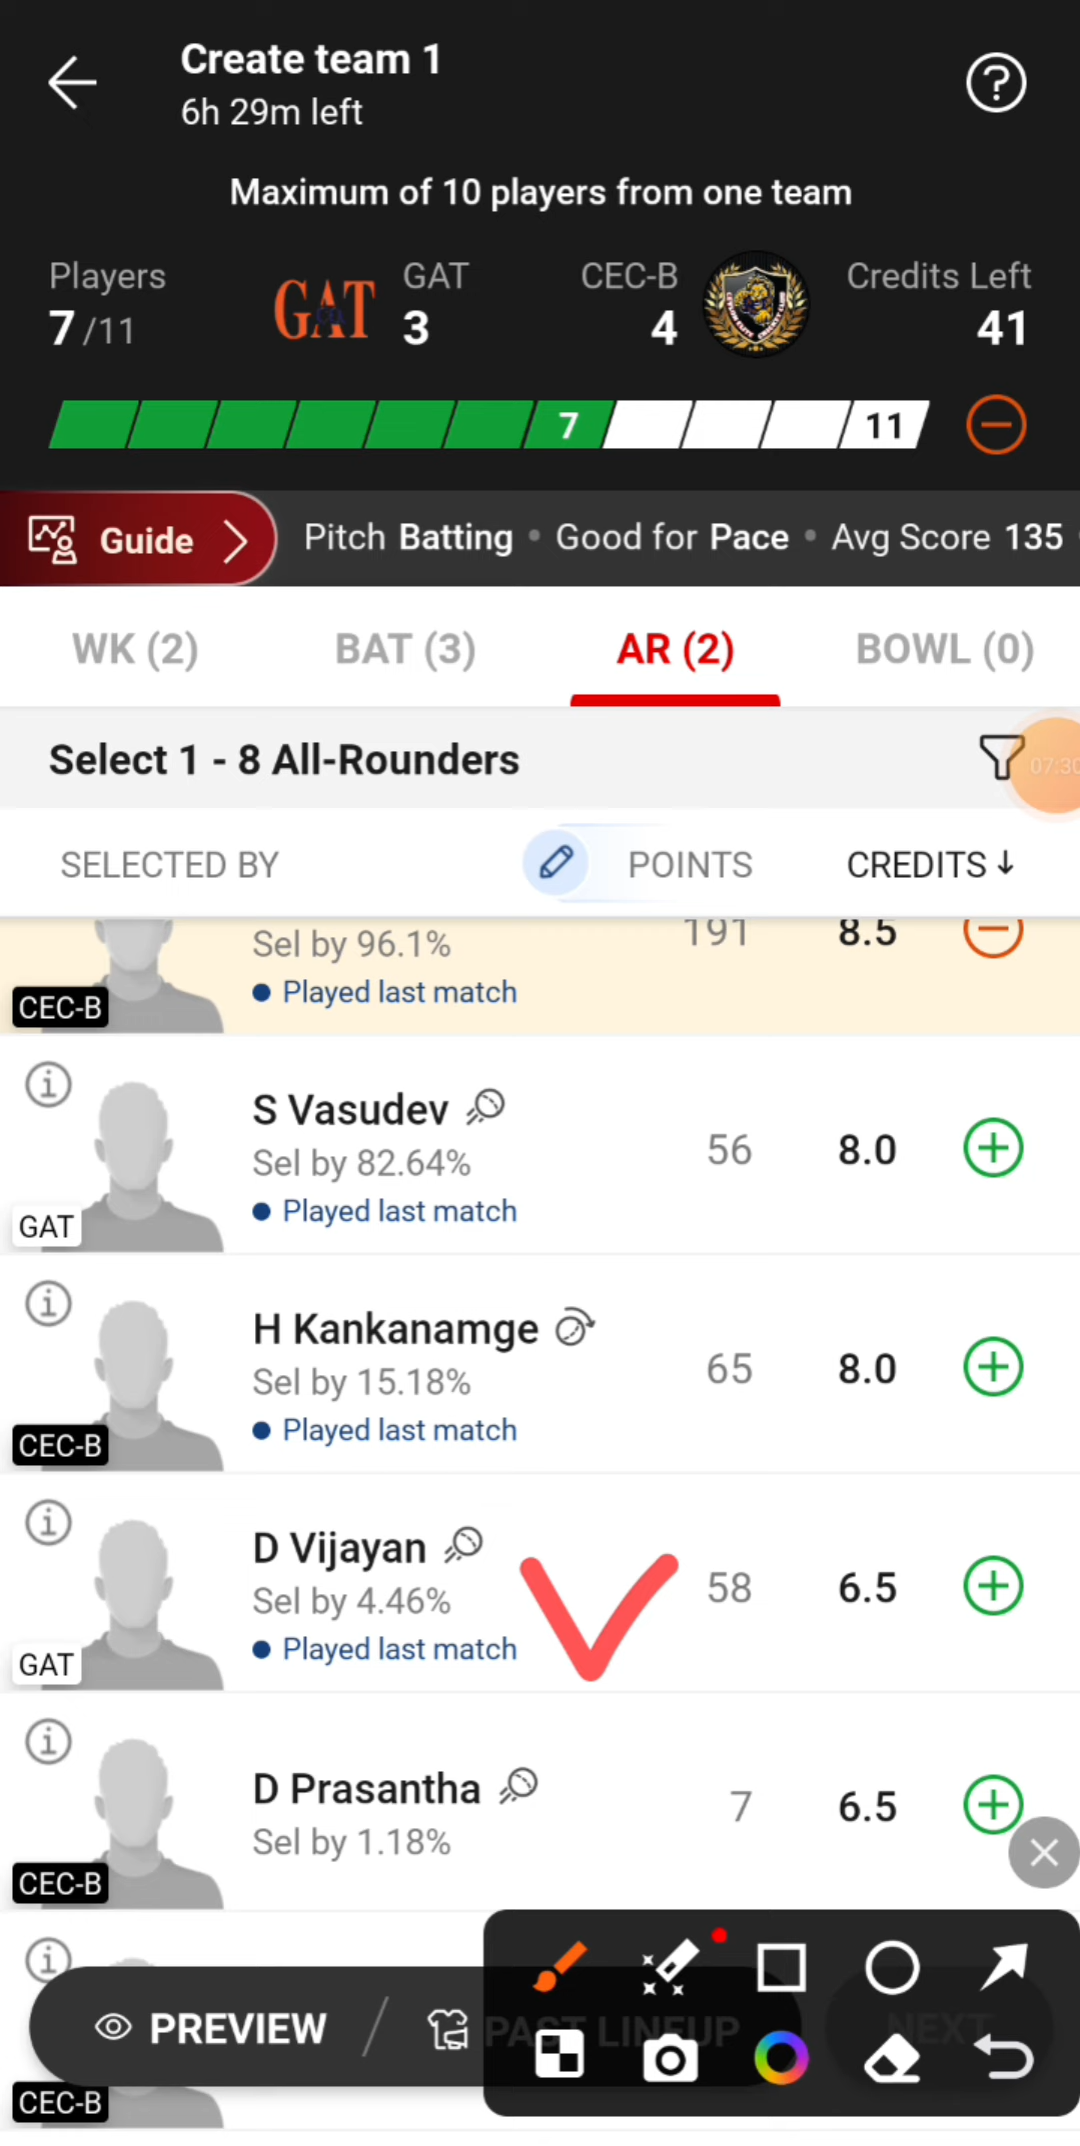 Create team 1
6h 29m left
Maximum of 10 players from one team
Players
7/11
GAT
GAT
3
CEC-B
4
Credits Left
41
7
11
Guide
Pitch Batting • Good for Pace • Avg Score 135
WK (2)
BAT (3)
AR (2)
BOWL (0)
Select 1 - 8 All-Rounders
07:30
SELECTED BY
POINTS
CREDITS
Sel by 96.1%
191
8.5
Played last match
CEC-B
S Vasudev
Sel by 82.64%
Played last match
56
8.0
GAT
H Kankanamge
Sel by 15.18%
Played last match
65
8.0
CEC-B
D Vijayan
Sel by 4.46%
Played last match
58
6.5
GAT
D Prasantha
Sel by 1.18%
7
6.5
CEC-B
PREVIEW
PAST LINEUP
NEXT
CEC-B